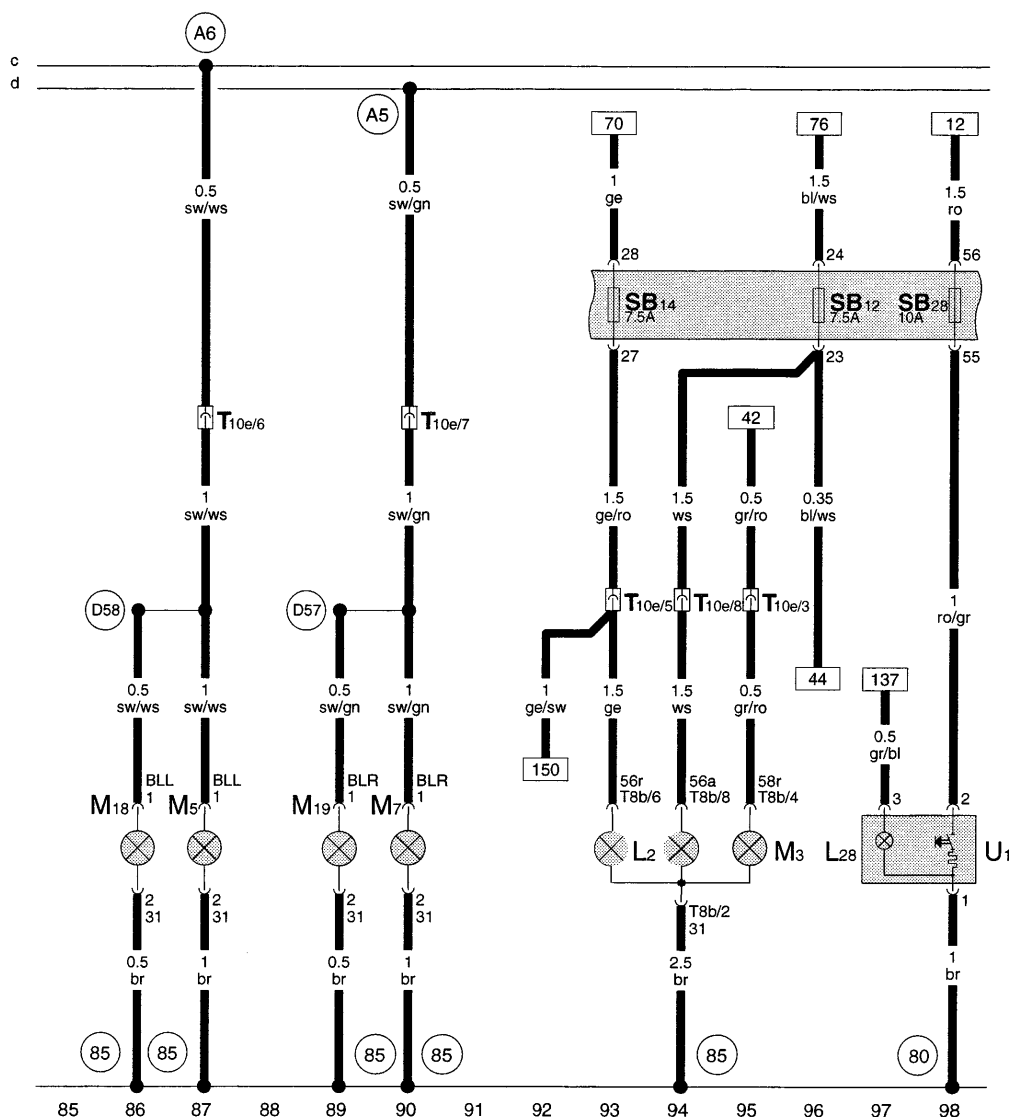 A6
c
d
A5
70
76
12
0.5
sw/ws
0.5
sw/gn
1
ge
1.5
bl/ws
1.5
ro
28
24
56
SB14
7.5A
SB12
7.5A
SB28
10A
27
23
55
T10e/6
T10e/7
42
1
sw/ws
1
sw/gn
1.5
ge/ro
1.5
ws
0.5
gr/ro
0.35
bl/ws
1
ro/gr
D58
D57
T10e/5
T10e/8
T10e/3
0.5
sw/ws
1
sw/ws
0.5
sw/gn
1
sw/gn
1
ge/sw
1.5
ge
1.5
ws
0.5
gr/ro
44
137
0.5
gr/bl
150
BLL
1
BLL
1
BLR
1
BLR
1
56r
T8b/6
56a
T8b/8
58r
T8b/4
3
2
M18
M5
M19
M7
L2
M3
L28
U1
2
31
2
31
2
31
2
31
T8b/2
31
1
0.5
br
1
br
0.5
br
1
br
2.5
br
1
br
85
85
85
85
85
80
85 86 87 88 89 90 91 92 93 94 95 96 97 98